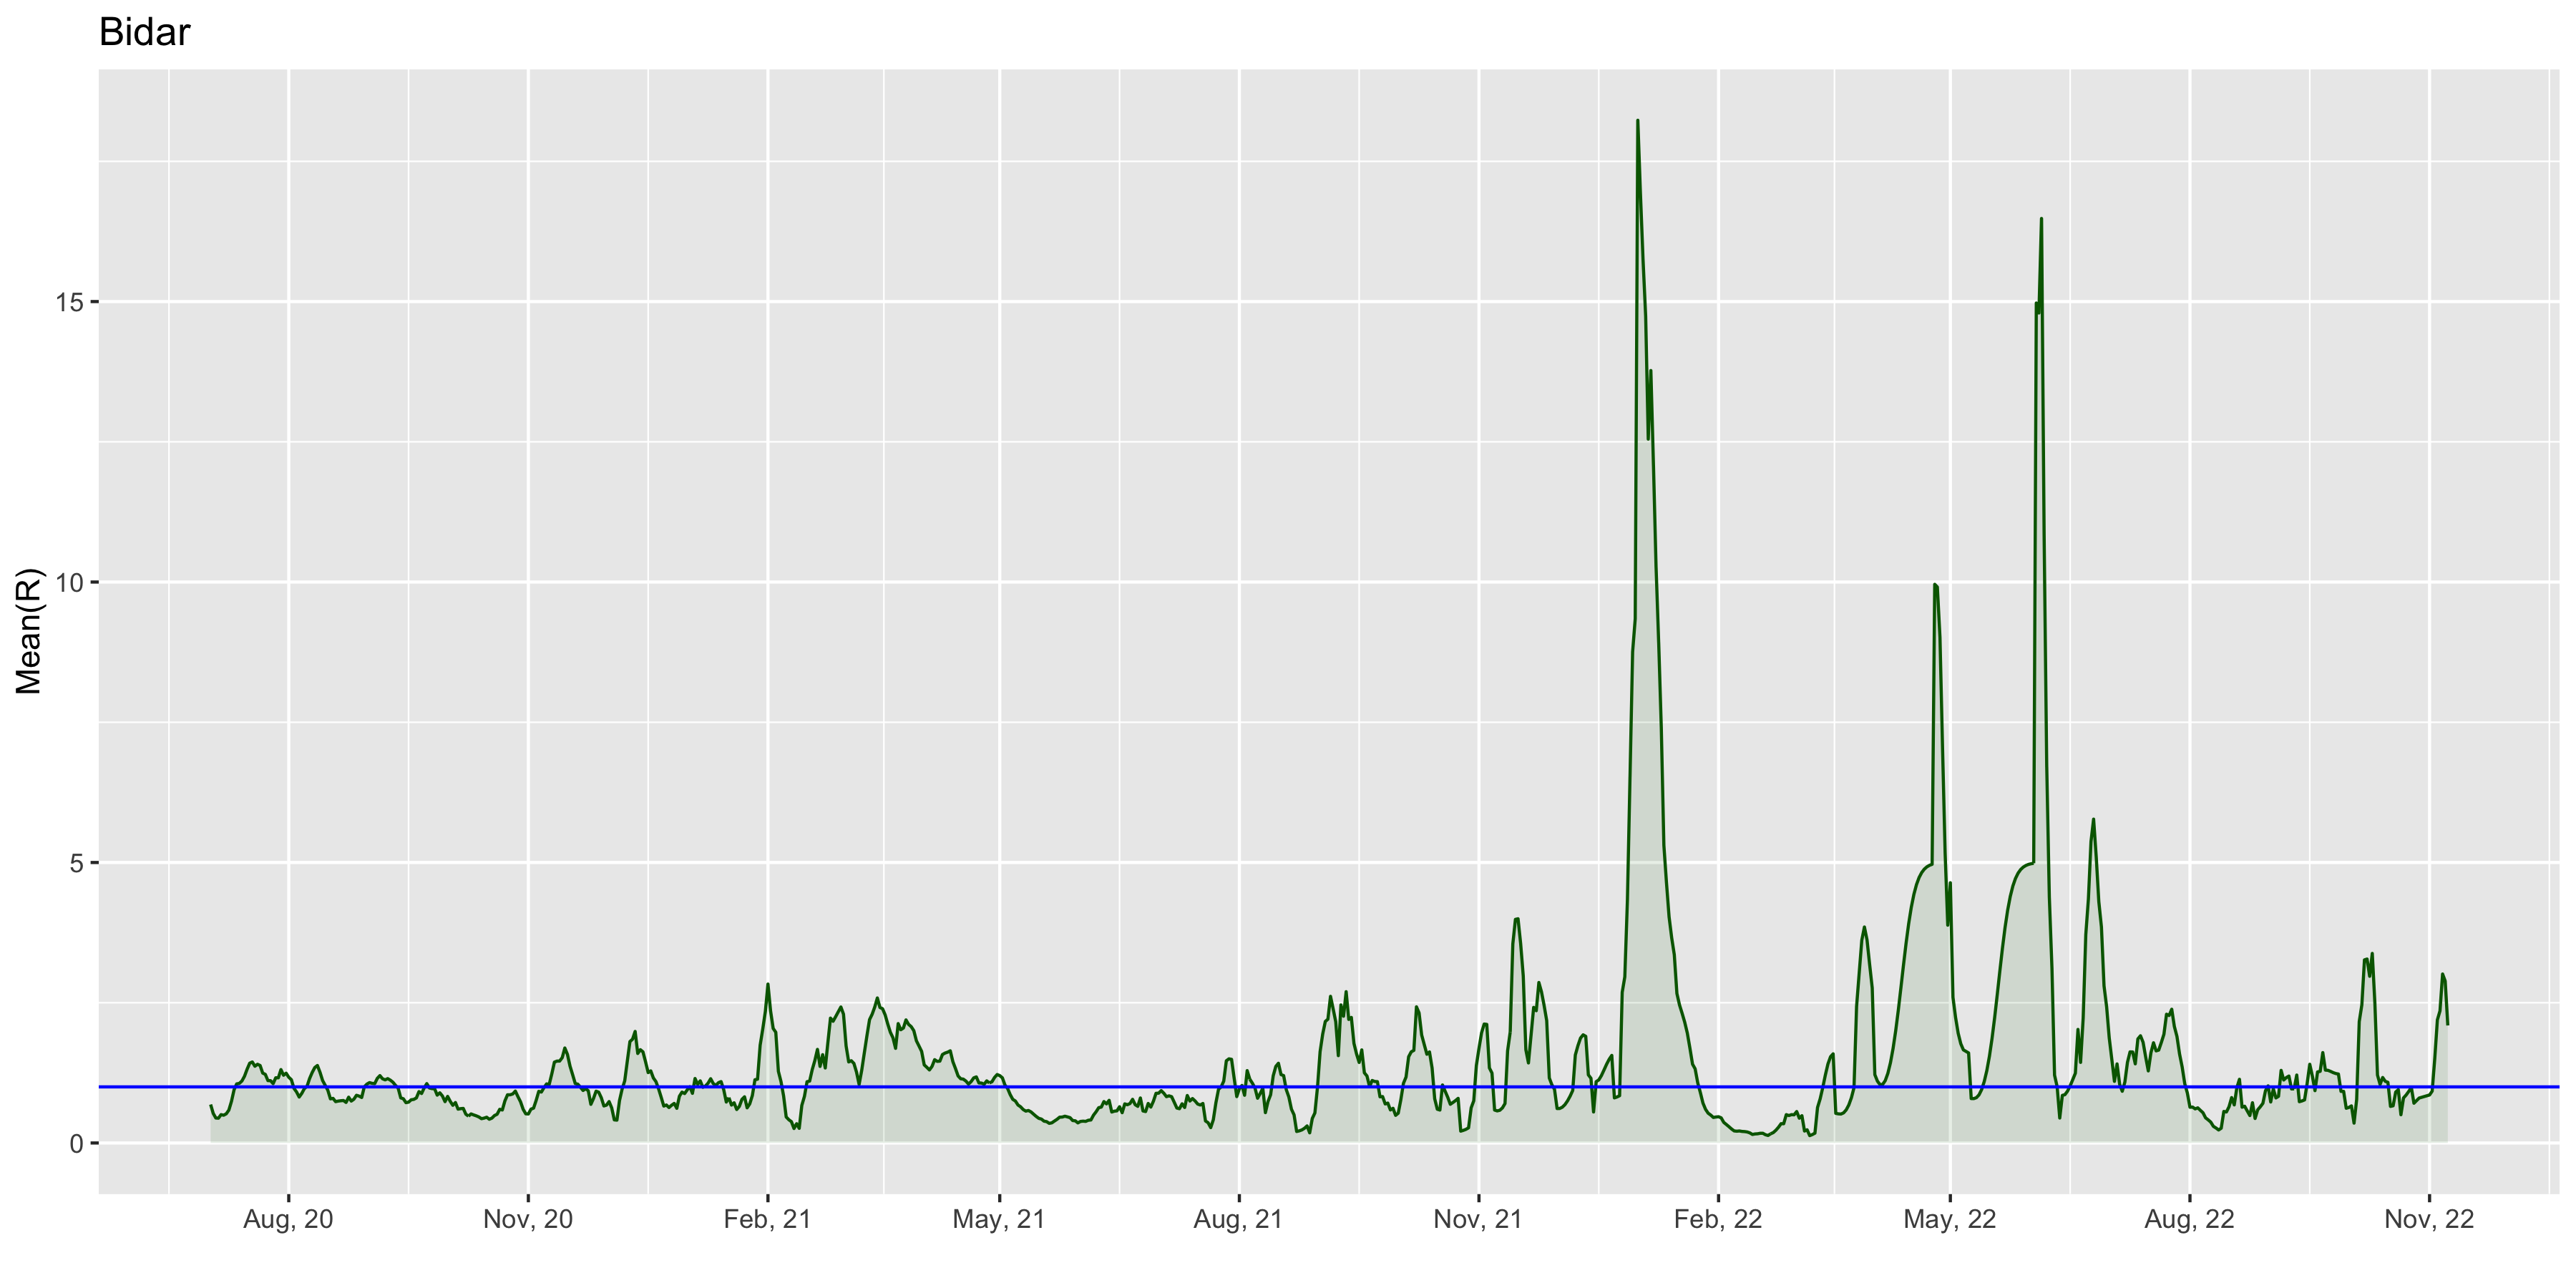 Bidar
Mean(R)
15
10
5
0
Aug, 20 Nov, 20 Feb, 21 May, 21 Aug, 21 Nov, 21 Feb, 22 May, 22 Aug, 22 Nov, 22